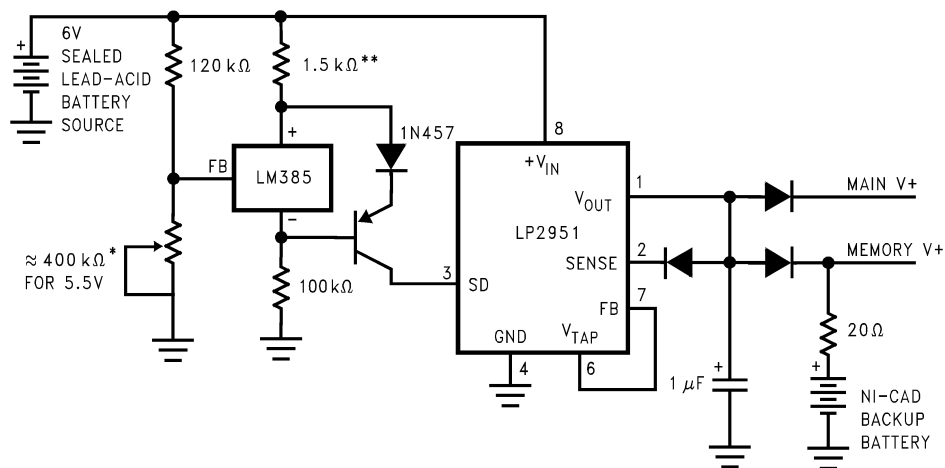 +
6V
SEALED
LEAD-ACID
BATTERY
SOURCE
120 kΩ
1.5 kΩ**
1N457
8
+VIN
FB
+
LM385
−
1
MAIN V+
VOUT
LP2951
≈ 400 kΩ*
FOR 5.5V
100kΩ
3
SD
SENSE
2
MEMORY V+
7
FB
GND
VTAP
4
6
+
1 μF
20Ω
+
NI-CAD
BACKUP
BATTERY